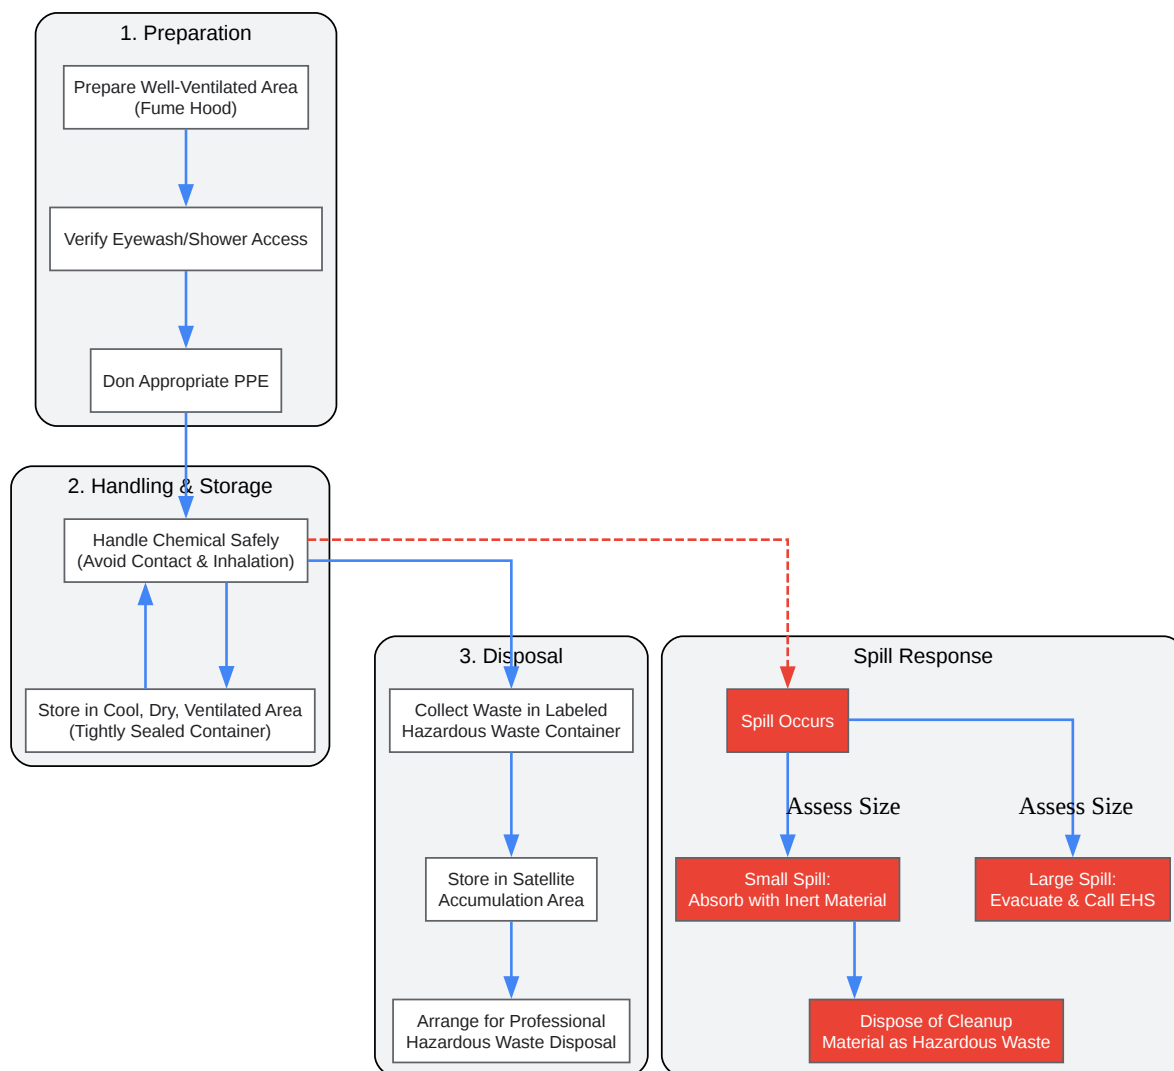 1. Preparation
Prepare Well-Ventilated Area
(Fume Hood)
Verify Eyewash/Shower Access
Don Appropriate PPE
2. Handling & Storage
Handle Chemical Safely
(Avoid Contact & Inhalation)
Store in Cool, Dry, Ventilated Area
(Tightly Sealed Container)
3. Disposal
Collect Waste in Labeled
Hazardous Waste Container
Store in Satellite
Accumulation Area
Arrange for Professional
Hazardous Waste Disposal
Spill Response
Spill Occurs
Assess Size
Assess Size
Small Spill:
Absorb with Inert Material
Large Spill:
Evacuate & Call EHS
Dispose of Cleanup
Material as Hazardous Waste